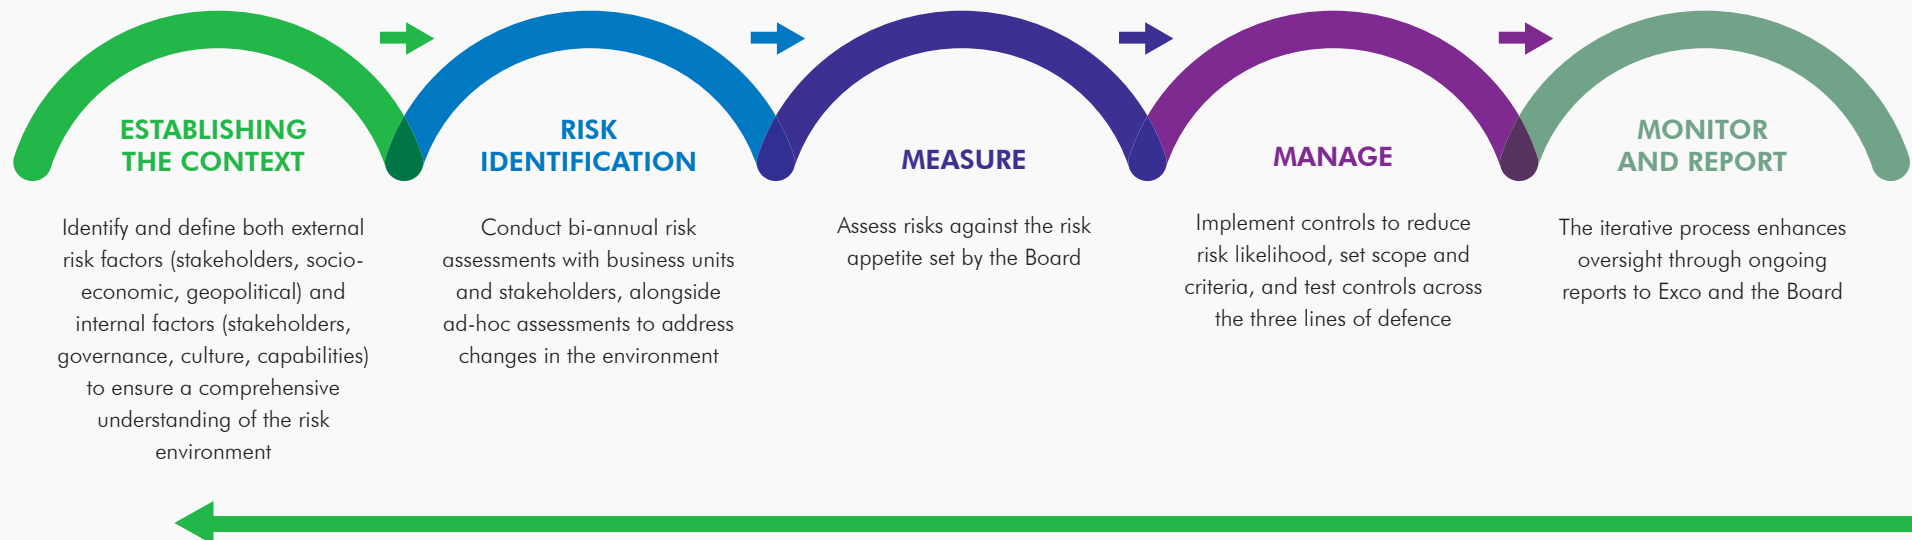 ESTABLISHING
THE CONTEXT
Identify and define both external
risk factors (stakeholders, socio-
economic, geopolitical) and
internal factors (stakeholders,
governance, culture, capabilities)
to ensure a comprehensive
understanding of the risk
environment
RISK
IDENTIFICATION
Conduct bi-annual risk
assessments with business units
and stakeholders, alongside
ad-hoc assessments to address
changes in the environment
MEASURE
Assess risks against the risk
appetite set by the Board
MANAGE
Implement controls to reduce
risk likelihood, set scope and
criteria, and test controls across
the three lines of defence
MONITOR
AND REPORT
The iterative process enhances
oversight through ongoing
reports to Exco and the Board